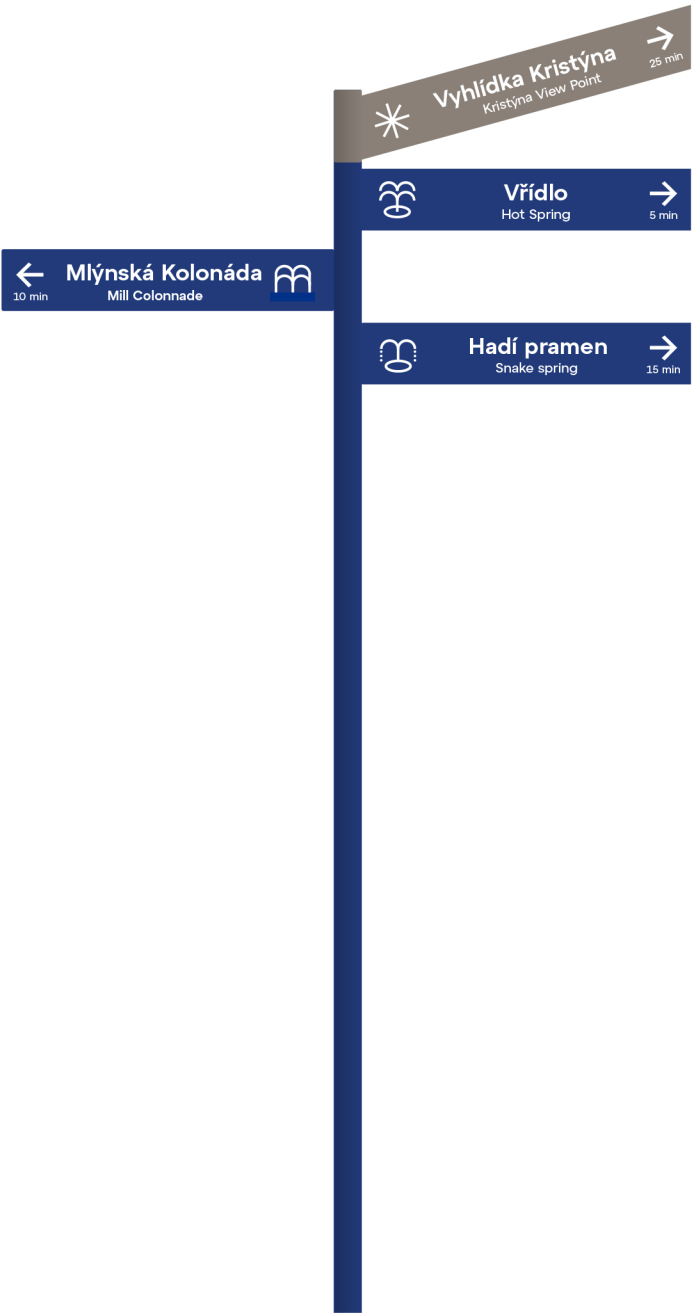 Vyhlídka Kristýna
Kristýna View Point
25 min
Vřídlo
Hot Spring
5 min
Mlýnská Kolonáda
Mill Colonnade
10 min
Hadí pramen
Snake spring
15 min